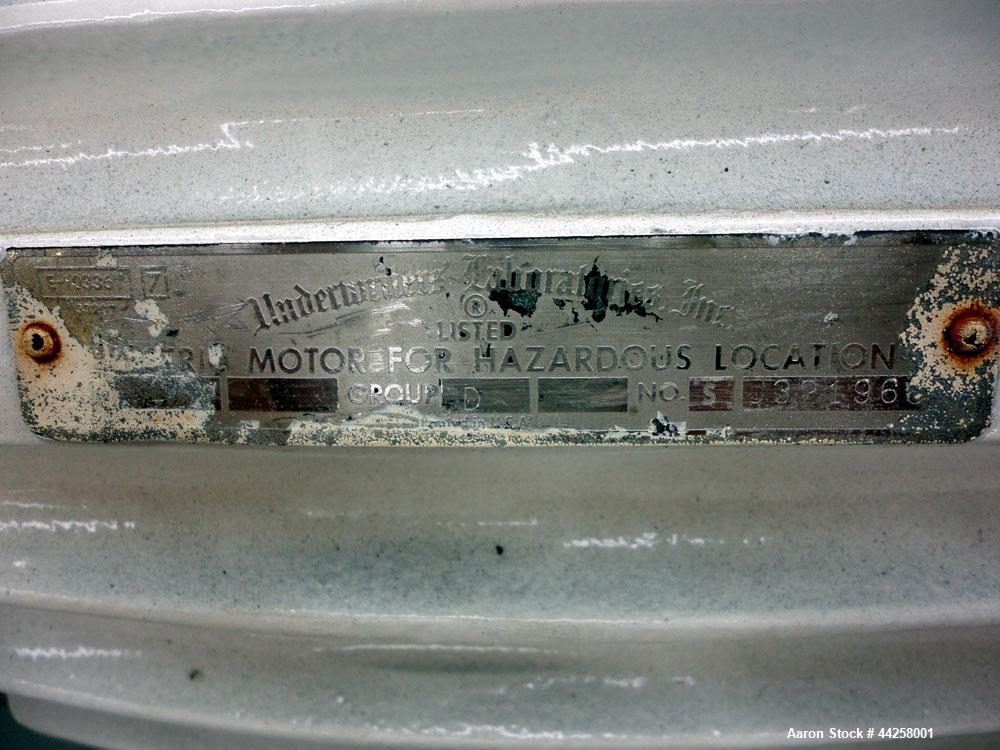 Underwriters Laboratories Inc.
®
LISTED
MOTOR FOR HAZARDOUS LOCATION
GROUP D NO. S
Aaron Stock # 44258001